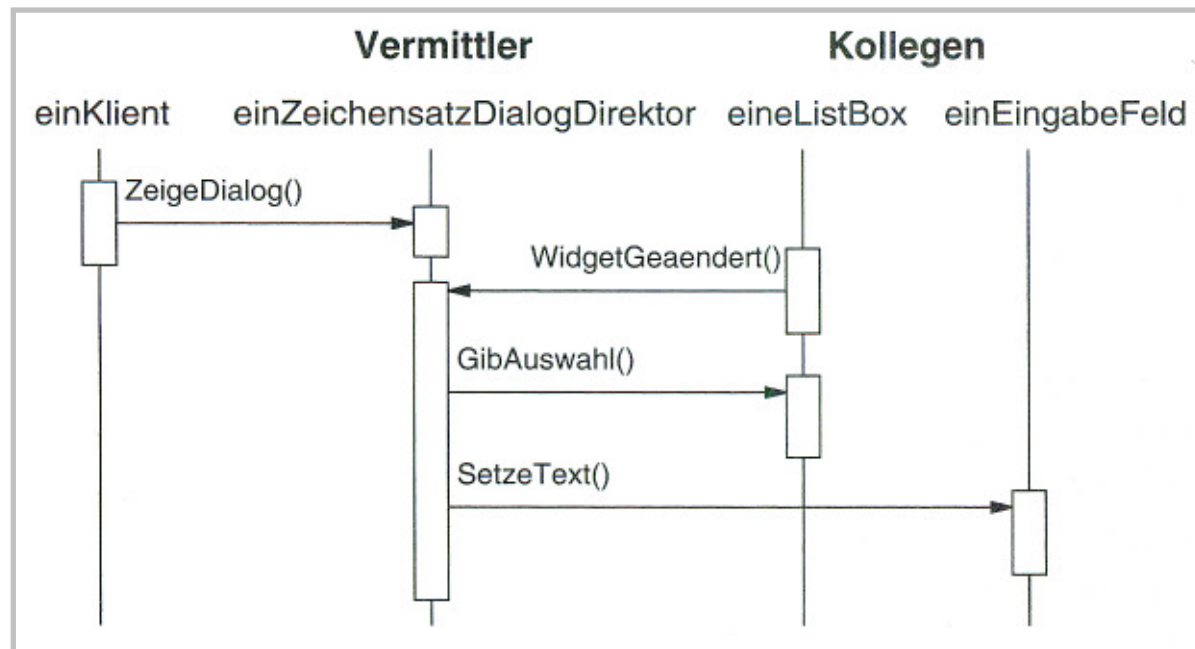 Vermittler Kollegen
einKlient einZeichensatzDialogDirektor eineListBox einEingabeFeld
ZeigeDialog()
WidgetGeaendert()
GibAuswahl()
SetzeText()